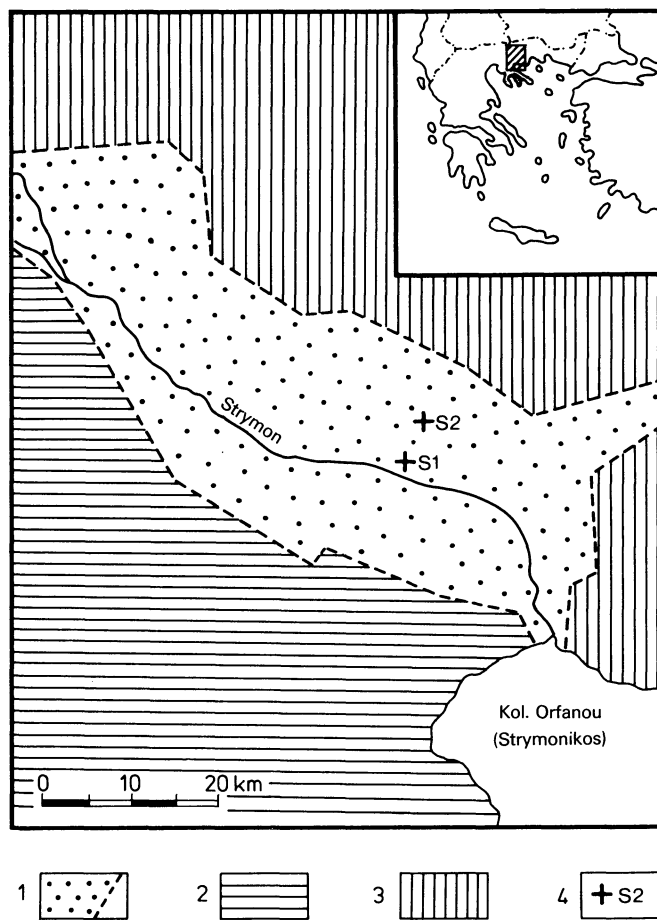 Strymon
S2
S1
Kol. Orfanou
(Strymonikos)
0 10 20 km
1 2 3 4 S2